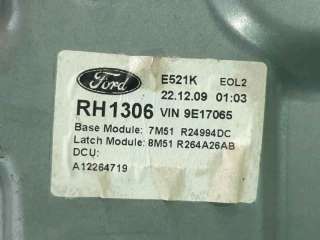 Ford
E521K EOL2
22.12.09 01:03
RH1306 VIN 9E17065
Base Module: 7M51 R24994DC
Latch Module: 8M51 R264A26AB
DCU:
A12264719